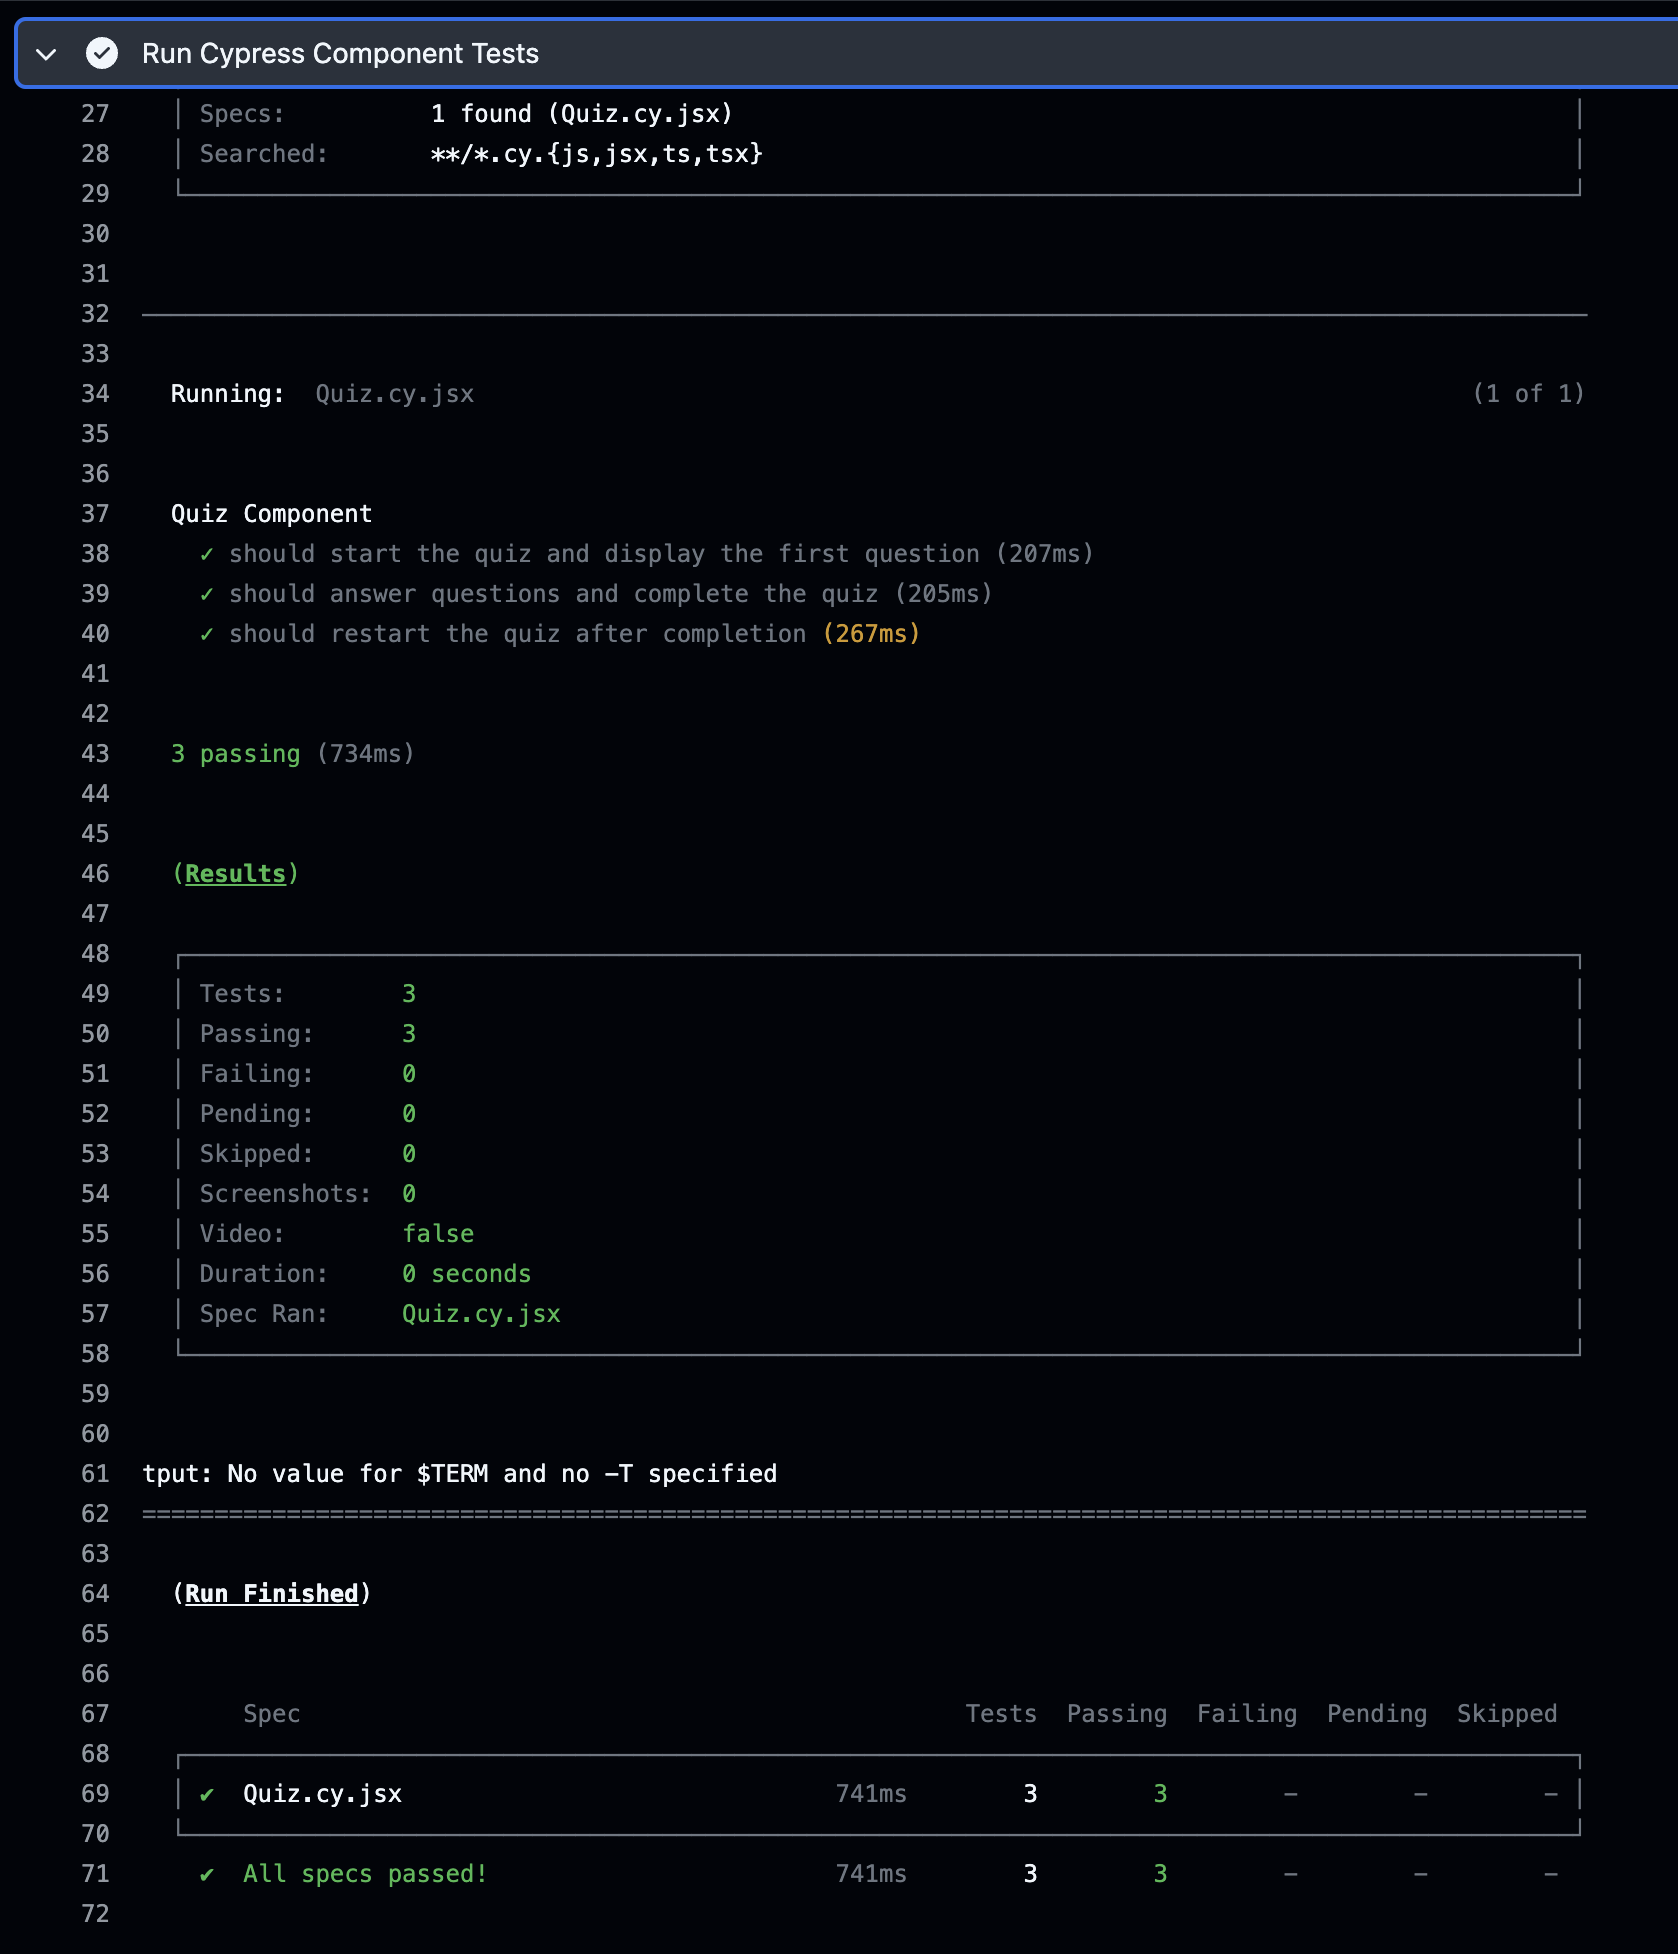 Run Cypress Component Tests
27 │ Specs: 1 found (Quiz.cy.jsx) │
28 │ Searched: **/*.cy.{js,jsx,ts,tsx} │
29
30
31
32
33
34 Running: Quiz.cy.jsx (1 of 1)
35
36
37 Quiz Component
38 ✓ should start the quiz and display the first question (207ms)
39 ✓ should answer questions and complete the quiz (205ms)
40 ✓ should restart the quiz after completion (267ms)
41
42
43 3 passing (734ms)
44
45
46 (Results)
47
48
49 │ Tests: 3 │
50 │ Passing: 3 │
51 │ Failing: 0 │
52 │ Pending: 0 │
53 │ Skipped: 0 │
54 │ Screenshots: 0 │
55 │ Video: false │
56 │ Duration: 0 seconds │
57 │ Spec Ran: Quiz.cy.jsx │
58
59
60
61 tput: No value for $TERM and no -T specified
62 ====================================================================================================
63
64 (Run Finished)
65
66
67 Spec Tests Passing Failing Pending Skipped
68
69 │ ✔ Quiz.cy.jsx 741ms 3 3 - - - │
70
71 ✔ All specs passed! 741ms 3 3 - - -
72